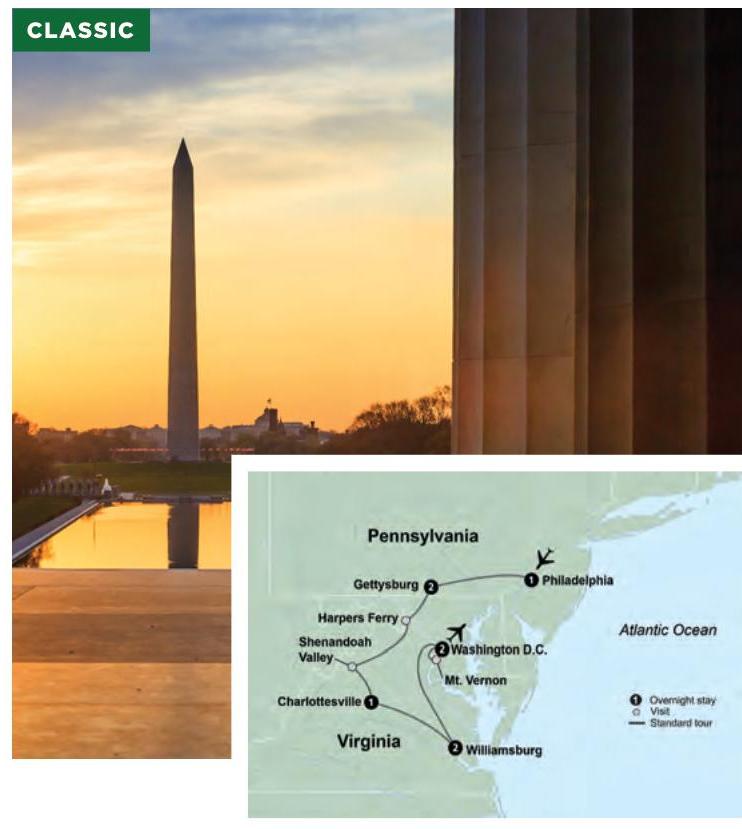 CLASSIC
Pennsylvania
Gettysburg 2
1 Philadelphia
Harpers Ferry
Atlantic Ocean
Shenandoah
Valley
2 Washington D.C.
Mt. Vernon
Charlottesville 1
1 Overnight stay
Visit
Standard tour
Virginia
2 Williamsburg